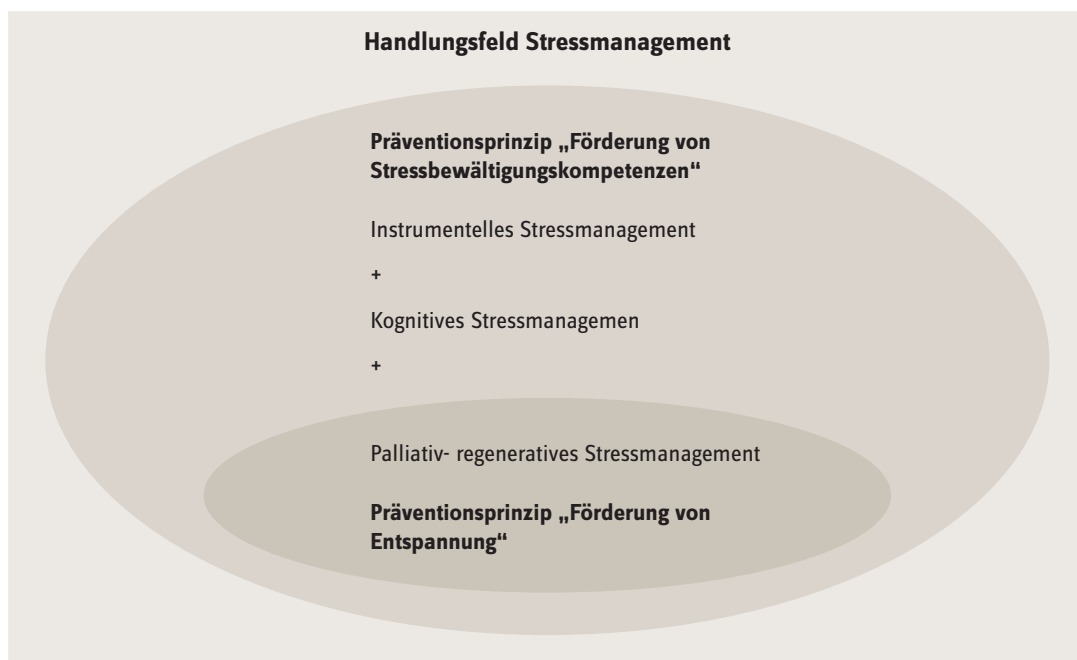 Handlungsfeld Stressmanagement
Präventionsprinzip „Förderung von
Stressbewältigungskompetenzen“
Instrumentelles Stressmanagement
+
Kognitives Stressmanagemen
+
Palliativ- regeneratives Stressmanagement
Präventionsprinzip „Förderung von
Entspannung“